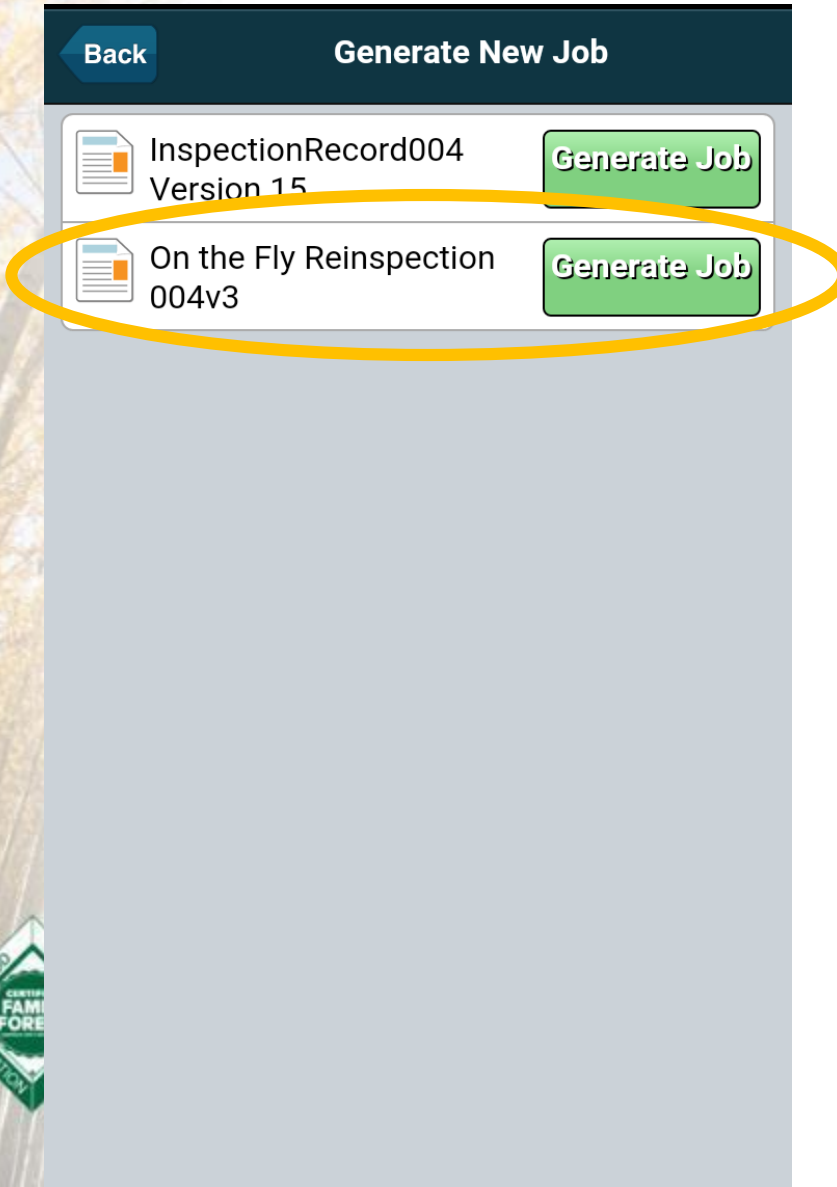 Back
Generate New Job
InspectionRecord004
Version 15
Generate Job
On the Fly Reinspection
004v3
Generate Job